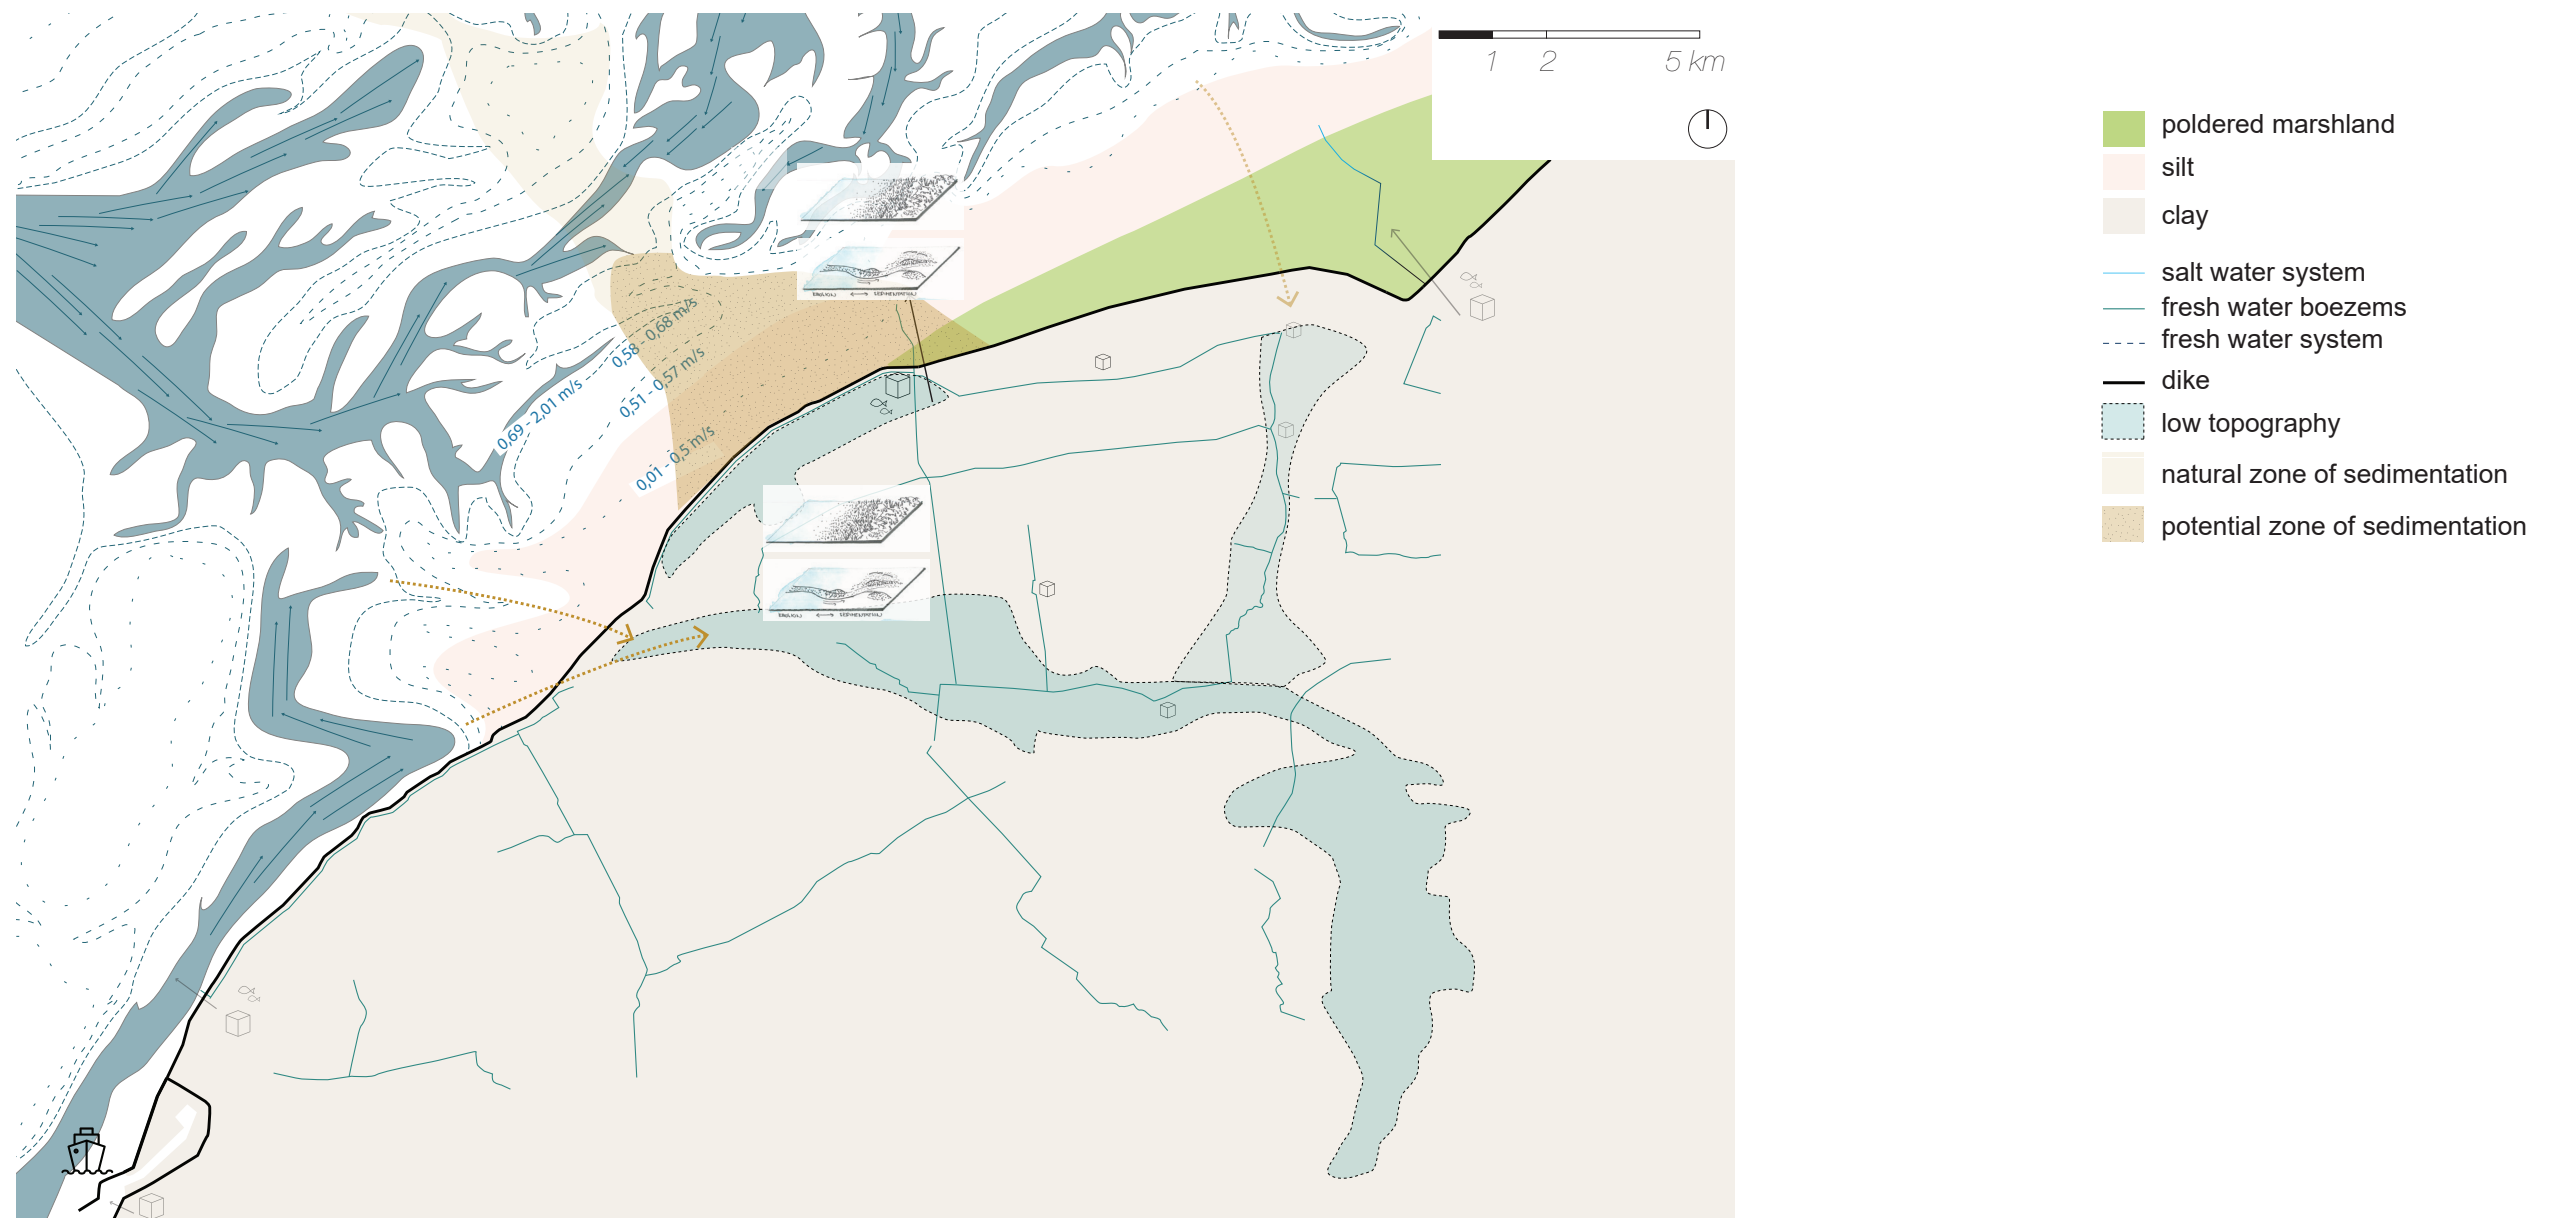 1 2 5 km
poldered marshland
silt
clay
salt water system
fresh water boezems
fresh water system
dike
low topography
natural zone of sedimentation
potential zone of sedimentation
0,58 - 0,68 m/s
0,51 - 0,57 m/s
0,69 - 2,01 m/s
0,01 - 0,5 m/s